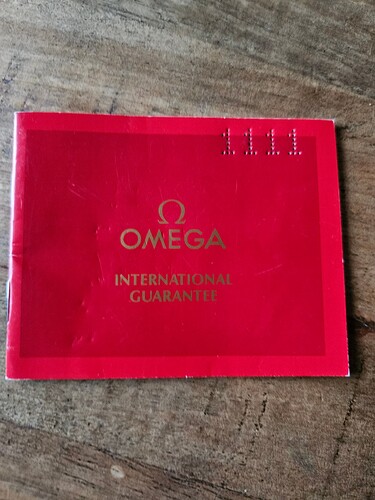 1111
Ω
OMEGA
INTERNATIONAL
GUARANTEE